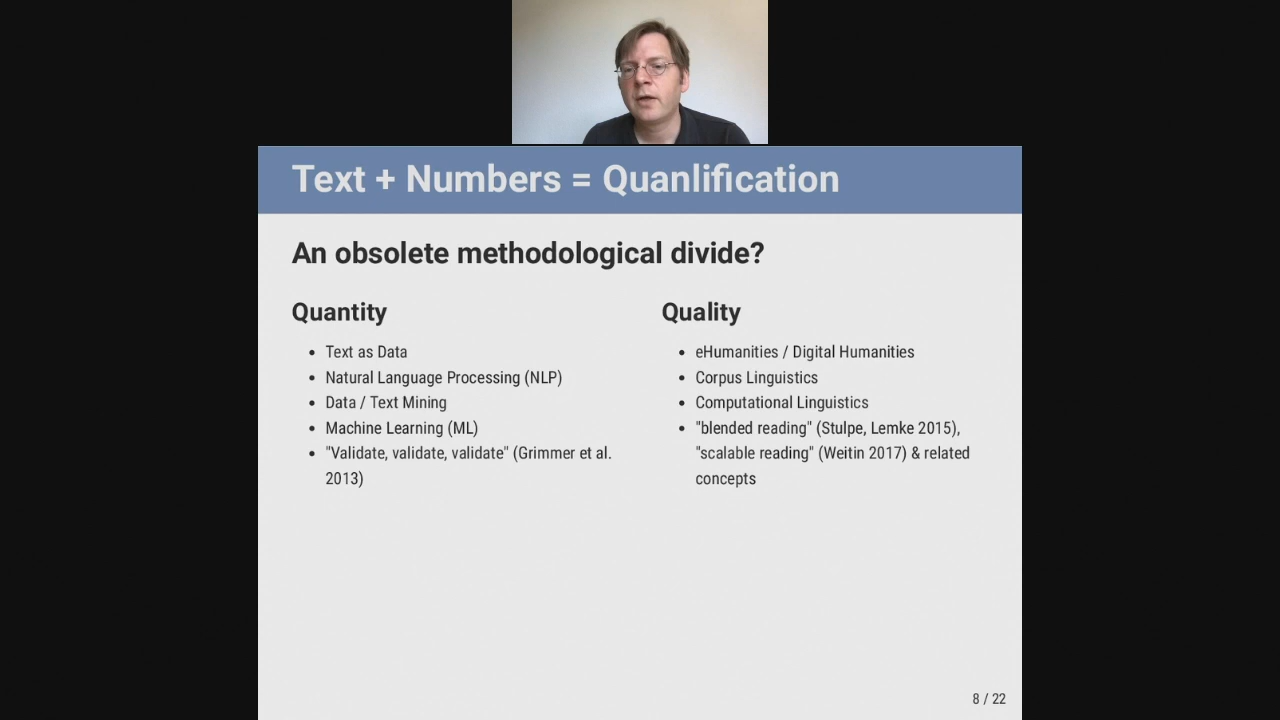 Text + Numbers = Quanlification
An obsolete methodological divide?
Quantity
• Text as Data
• Natural Language Processing (NLP)
• Data / Text Mining
• Machine Learning (ML)
• "Validate, validate, validate" (Grimmer et al.
2013)
Quality
• eHumanities / Digital Humanities
• Corpus Linguistics
• Computational Linguistics
• "blended reading" (Stulpe, Lemke 2015),
"scalable reading" (Weitin 2017) & related
concepts
8 / 22